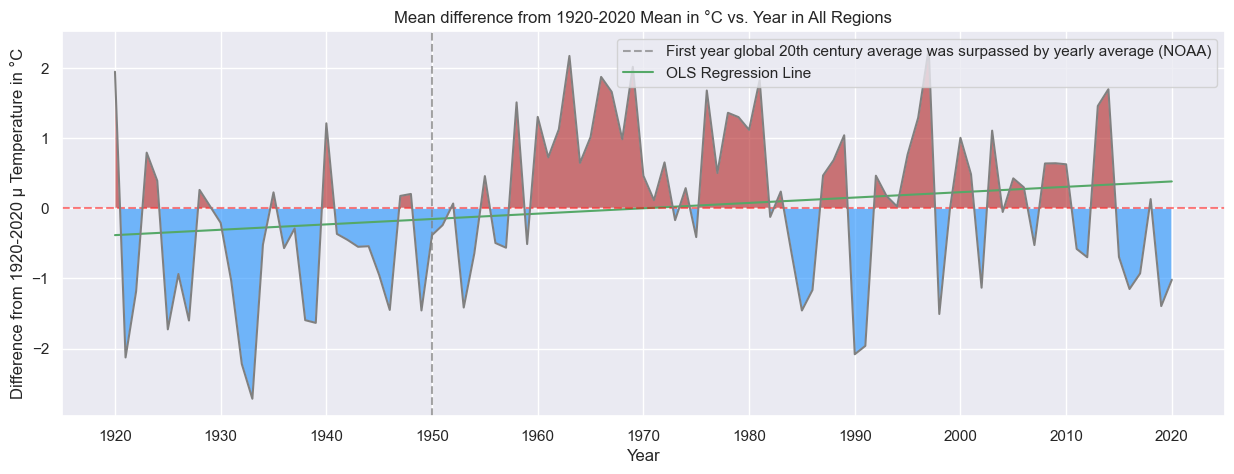 Mean difference from 1920-2020 Mean in °C vs. Year in All Regions
First year global 20th century average was surpassed by yearly average (NOAA)
OLS Regression Line
Difference from 1920-2020 μ Temperature in °C
2
1
0
−1
−2
1920 1930 1940 1950 1960 1970 1980 1990 2000 2010 2020
Year